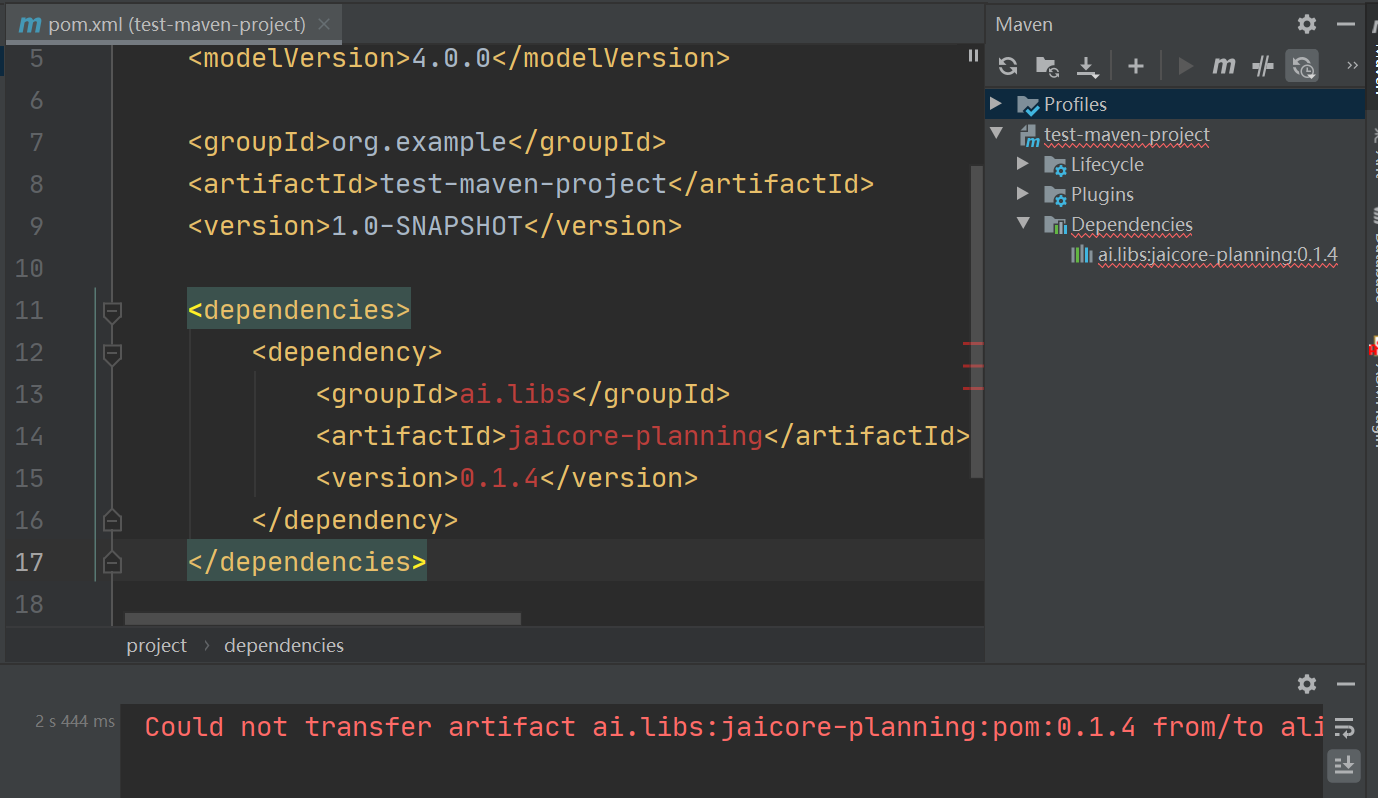 pom.xml (test-maven-project)
5 <modelVersion>4.0.0</modelVersion>
6
7 <groupId>org.example</groupId>
8 <artifactId>test-maven-project</artifactId>
9 <version>1.0-SNAPSHOT</version>
10
11 <dependencies>
12 <dependency>
13 <groupId>ai.libs</groupId>
14 <artifactId>jaicore-planning</artifactId>
15 <version>0.1.4</version>
16 </dependency>
17 </dependencies>
18
project › dependencies
Maven
Profiles
test-maven-project
Lifecycle
Plugins
Dependencies
ai.libs:jaicore-planning:0.1.4
2 s 444 ms
Could not transfer artifact ai.libs:jaicore-planning:pom:0.1.4 from/to ali